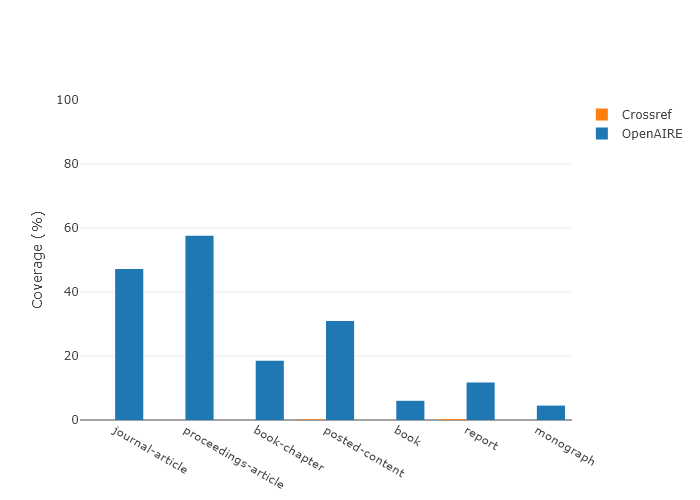 100
80
60
40
20
0
Coverage (%)
journal-article
proceedings-article
book-chapter
posted-content
book
report
monograph
Crossref
OpenAIRE